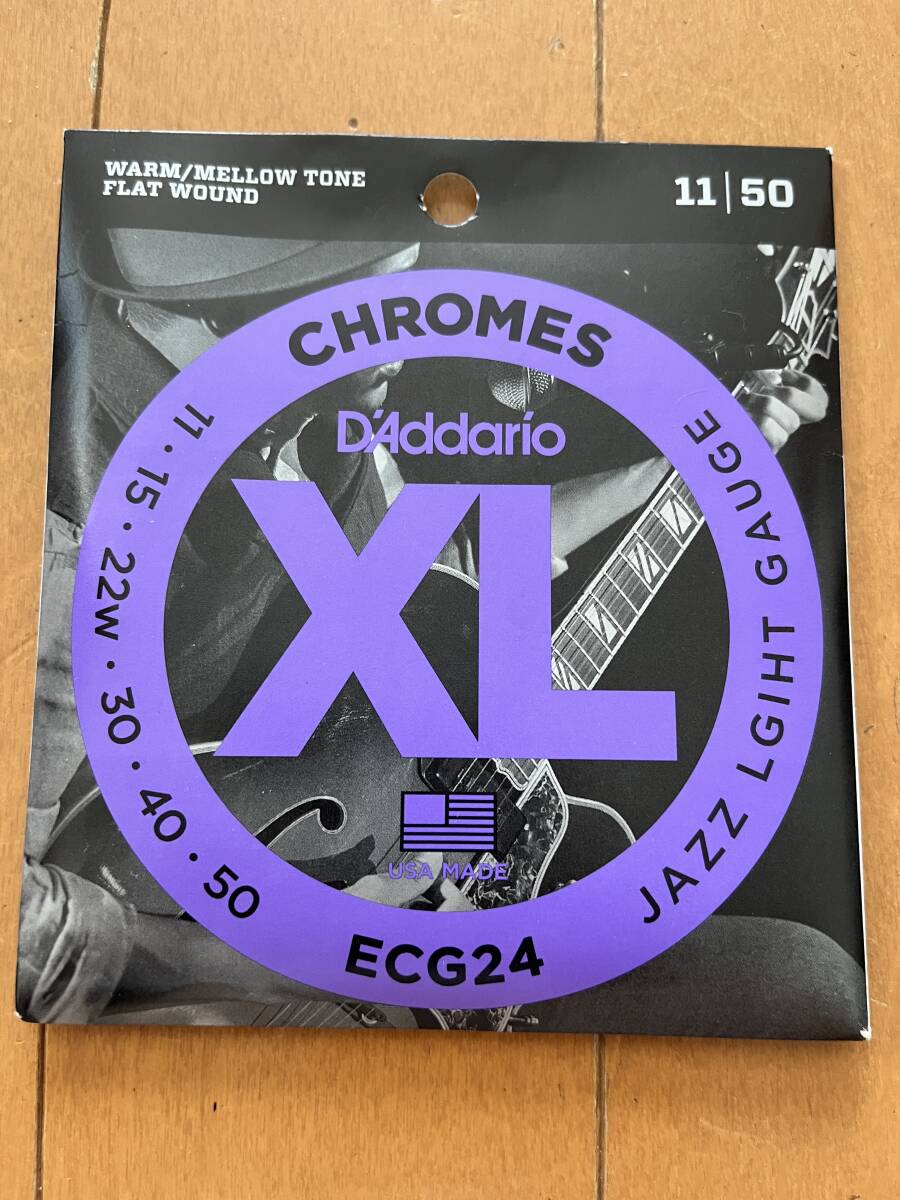 WARM/MELLOW TONE
FLAT WOUND
11|50
CHROMES
D'Addario
XL
11 • 15 • 22W • 30 • 40 • 50
JAZZ LGIHT GAUGE
USA MADE
ECG24